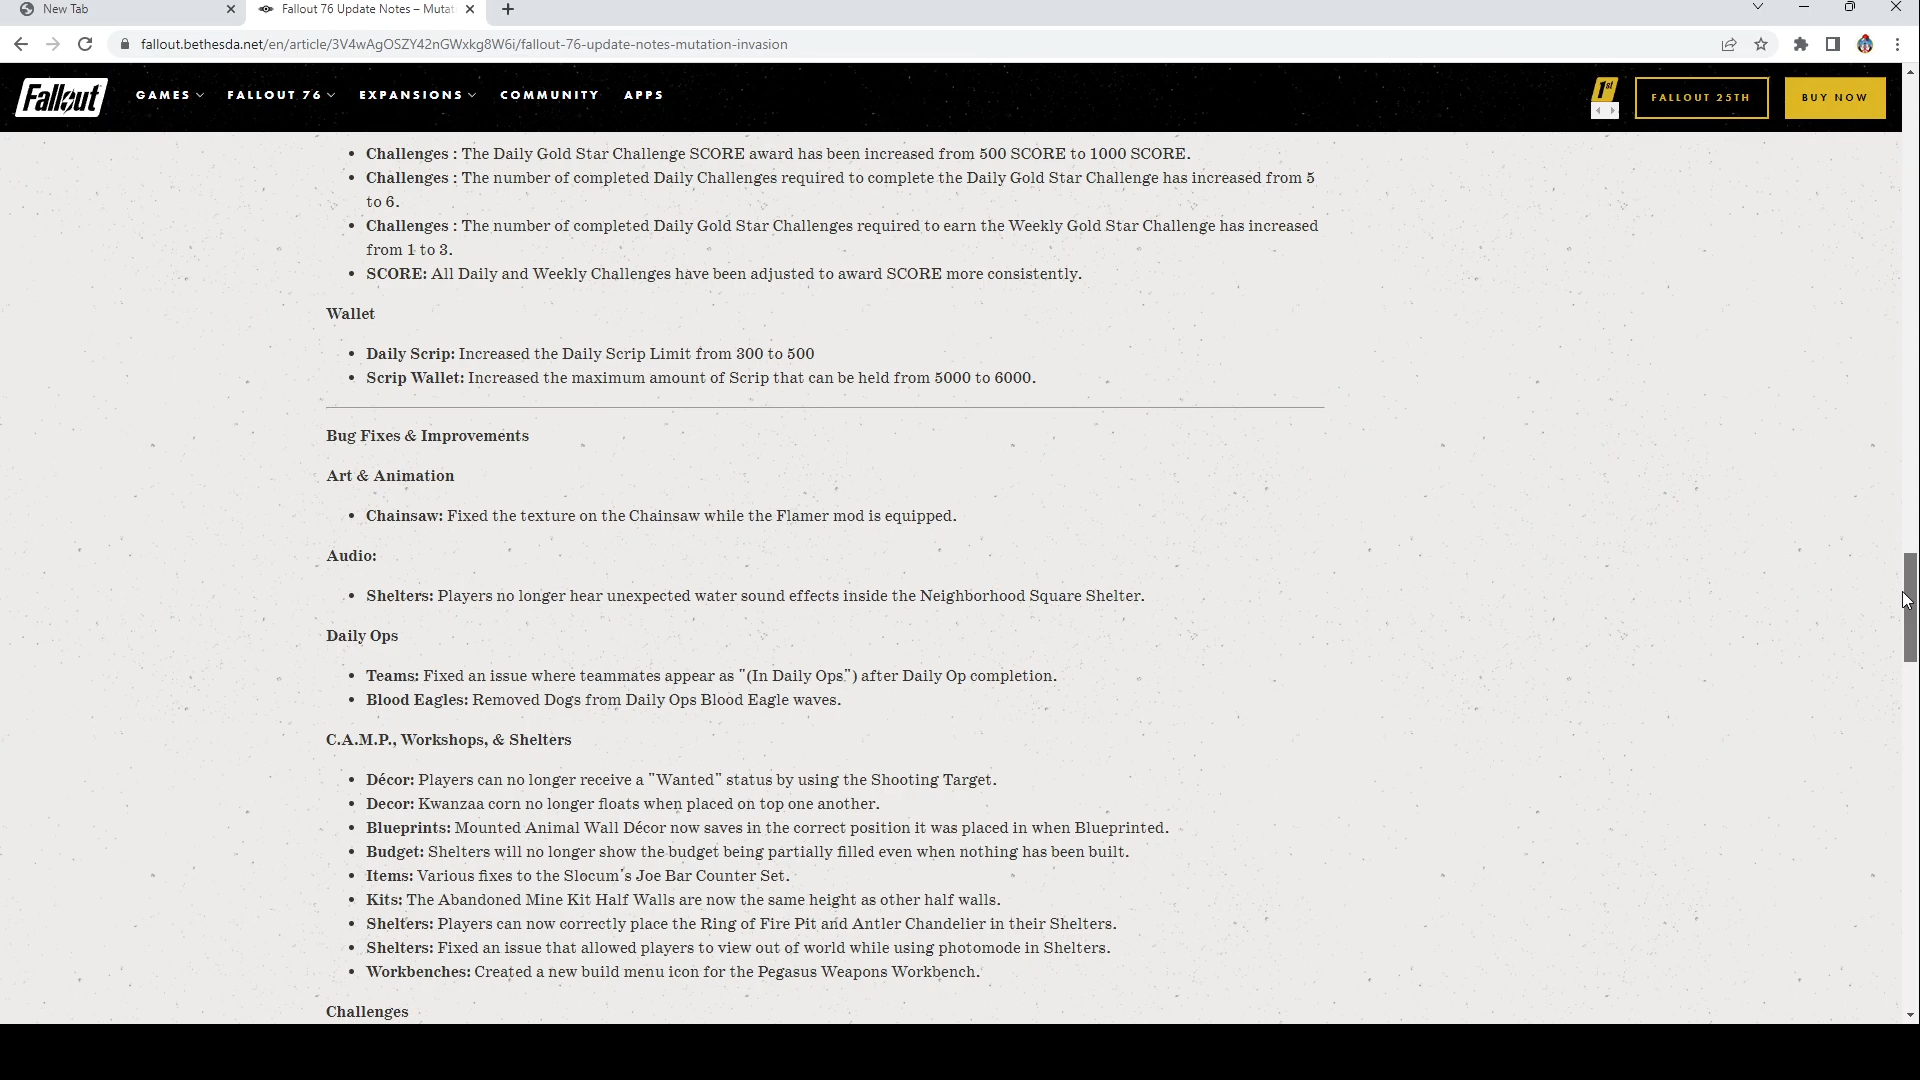 New Tab
Fallout 76 Update Notes – Mutat
fallout.bethesda.net/en/article/3V4wAgOSZY42nGWxkg8W6i/fallout-76-update-notes-mutation-invasion
Fallout
GAMES
FALLOUT 76
EXPANSIONS
COMMUNITY
APPS
1st
FALLOUT 25TH
BUY NOW
• Challenges : The Daily Gold Star Challenge SCORE award has been increased from 500 SCORE to 1000 SCORE.
• Challenges : The number of completed Daily Challenges required to complete the Daily Gold Star Challenge has increased from 5
to 6.
• Challenges : The number of completed Daily Gold Star Challenges required to earn the Weekly Gold Star Challenge has increased
from 1 to 3.
• SCORE: All Daily and Weekly Challenges have been adjusted to award SCORE more consistently.
Wallet
• Daily Scrip: Increased the Daily Scrip Limit from 300 to 500
• Scrip Wallet: Increased the maximum amount of Scrip that can be held from 5000 to 6000.
Bug Fixes & Improvements
Art & Animation
• Chainsaw: Fixed the texture on the Chainsaw while the Flamer mod is equipped.
Audio:
• Shelters: Players no longer hear unexpected water sound effects inside the Neighborhood Square Shelter.
Daily Ops
• Teams: Fixed an issue where teammates appear as "(In Daily Ops") after Daily Op completion.
• Blood Eagles: Removed Dogs from Daily Ops Blood Eagle waves.
C.A.M.P., Workshops, & Shelters
• Décor: Players can no longer receive a "Wanted" status by using the Shooting Target.
• Decor: Kwanzaa corn no longer floats when placed on top one another.
• Blueprints: Mounted Animal Wall Décor now saves in the correct position it was placed in when Blueprinted.
• Budget: Shelters will no longer show the budget being partially filled even when nothing has been built.
• Items: Various fixes to the Slocum's Joe Bar Counter Set.
• Kits: The Abandoned Mine Kit Half Walls are now the same height as other half walls.
• Shelters: Players can now correctly place the Ring of Fire Pit and Antler Chandelier in their Shelters.
• Shelters: Fixed an issue that allowed players to view out of world while using photomode in Shelters.
• Workbenches: Created a new build menu icon for the Pegasus Weapons Workbench.
Challenges